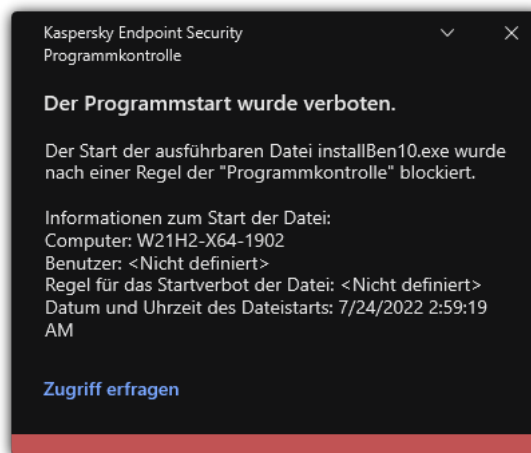 Kaspersky Endpoint Security
Programmkontrolle
Der Programmstart wurde verboten.
Der Start der ausführbaren Datei installBen10.exe wurde
nach einer Regel der "Programmkontrolle" blockiert.
Informationen zum Start der Datei:
Computer: W21H2-X64-1902
Benutzer: <Nicht definiert>
Regel für das Startverbot der Datei: <Nicht definiert>
Datum und Uhrzeit des Dateistarts: 7/24/2022 2:59:19
AM
Zugriff erfragen